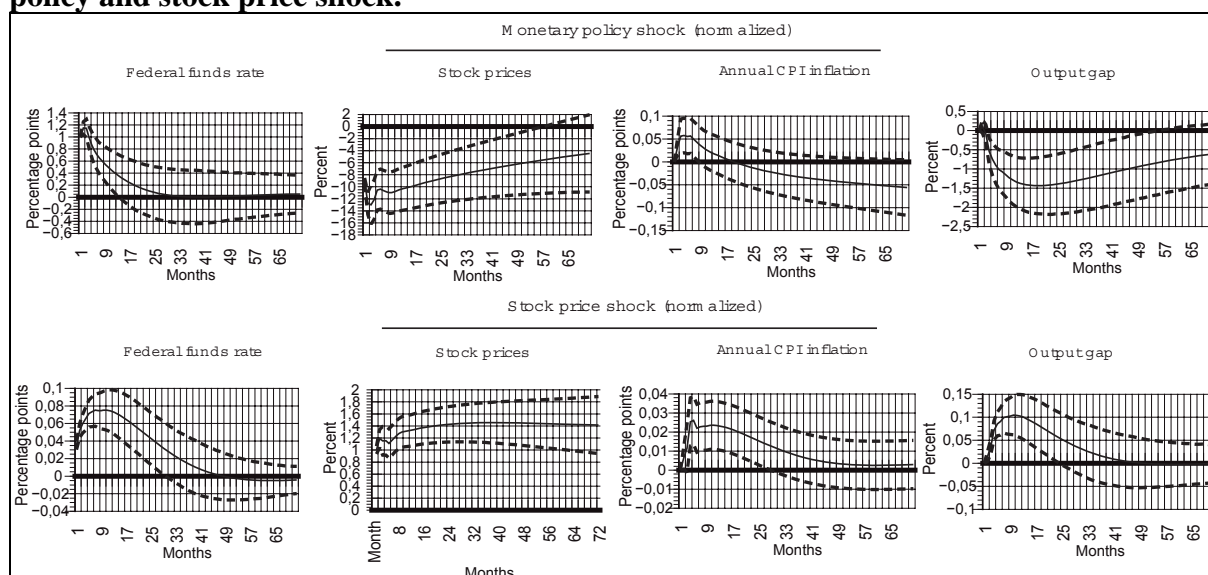 policy and stock price shock.
Monetary policy shock (normalized)
Federal funds rate
Percentage points
1,4
1,2
1
0,8
0,6
0,4
0,2
0
−0,2
−0,4
−0,6
1 9 17 25 33 41 49 57 65
Months
Stock prices
Percent
2
0
−2
−4
−6
−8
−10
−12
−14
−16
−18
1 9 17 25 33 41 49 57 65
Months
Annual CPI inflation
Percentage points
0,1
0,05
0
−0,05
−0,1
−0,15
1 9 17 25 33 41 49 57 65
Months
Output gap
Percent
0,5
0
−0,5
−1
−1,5
−2
−2,5
1 9 17 25 33 41 49 57 65
Months
Stock price shock (normalized)
Federal funds rate
Percentage points
0,1
0,08
0,06
0,04
0,02
0
−0,02
−0,04
1 9 17 25 33 41 49 57 65
Months
Stock prices
Percent
2
1,8
1,6
1,4
1,2
1
0,8
0,6
0,4
0,2
0
Month 8 16 24 32 40 48 56 64 72
Months
Annual CPI inflation
Percentage points
0,04
0,03
0,02
0,01
0
−0,01
−0,02
1 9 17 25 33 41 49 57 65
Months
Output gap
Percent
0,15
0,1
0,05
0
−0,05
−0,1
1 9 17 25 33 41 49 57 65
Months